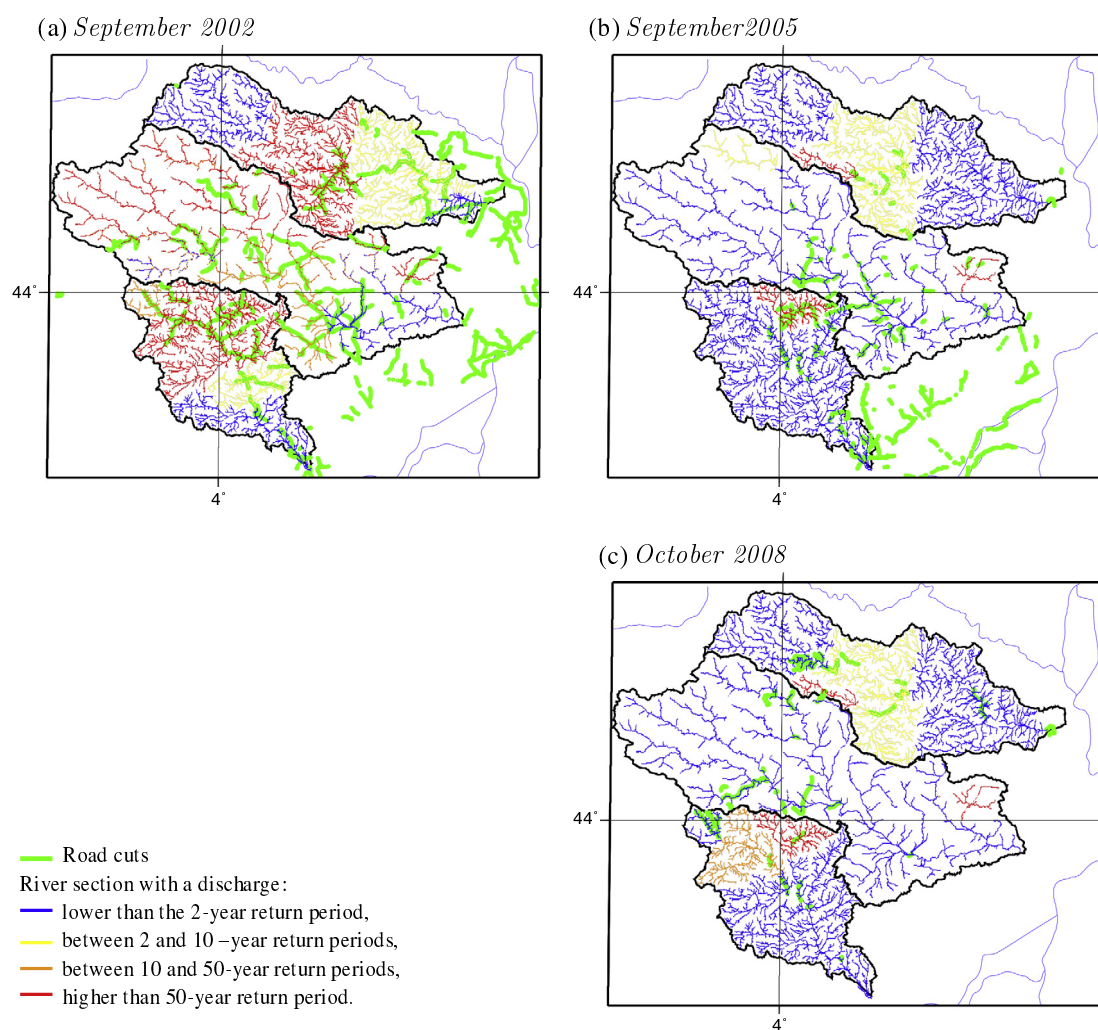 (a) September 2002
(b) September2005
44°
44°
4°
4°
(c) October 2008
44°
4°
Road cuts
River section with a discharge:
lower than the 2-year return period,
between 2 and 10 –year return periods,
between 10 and 50-year return periods,
higher than 50-year return period.